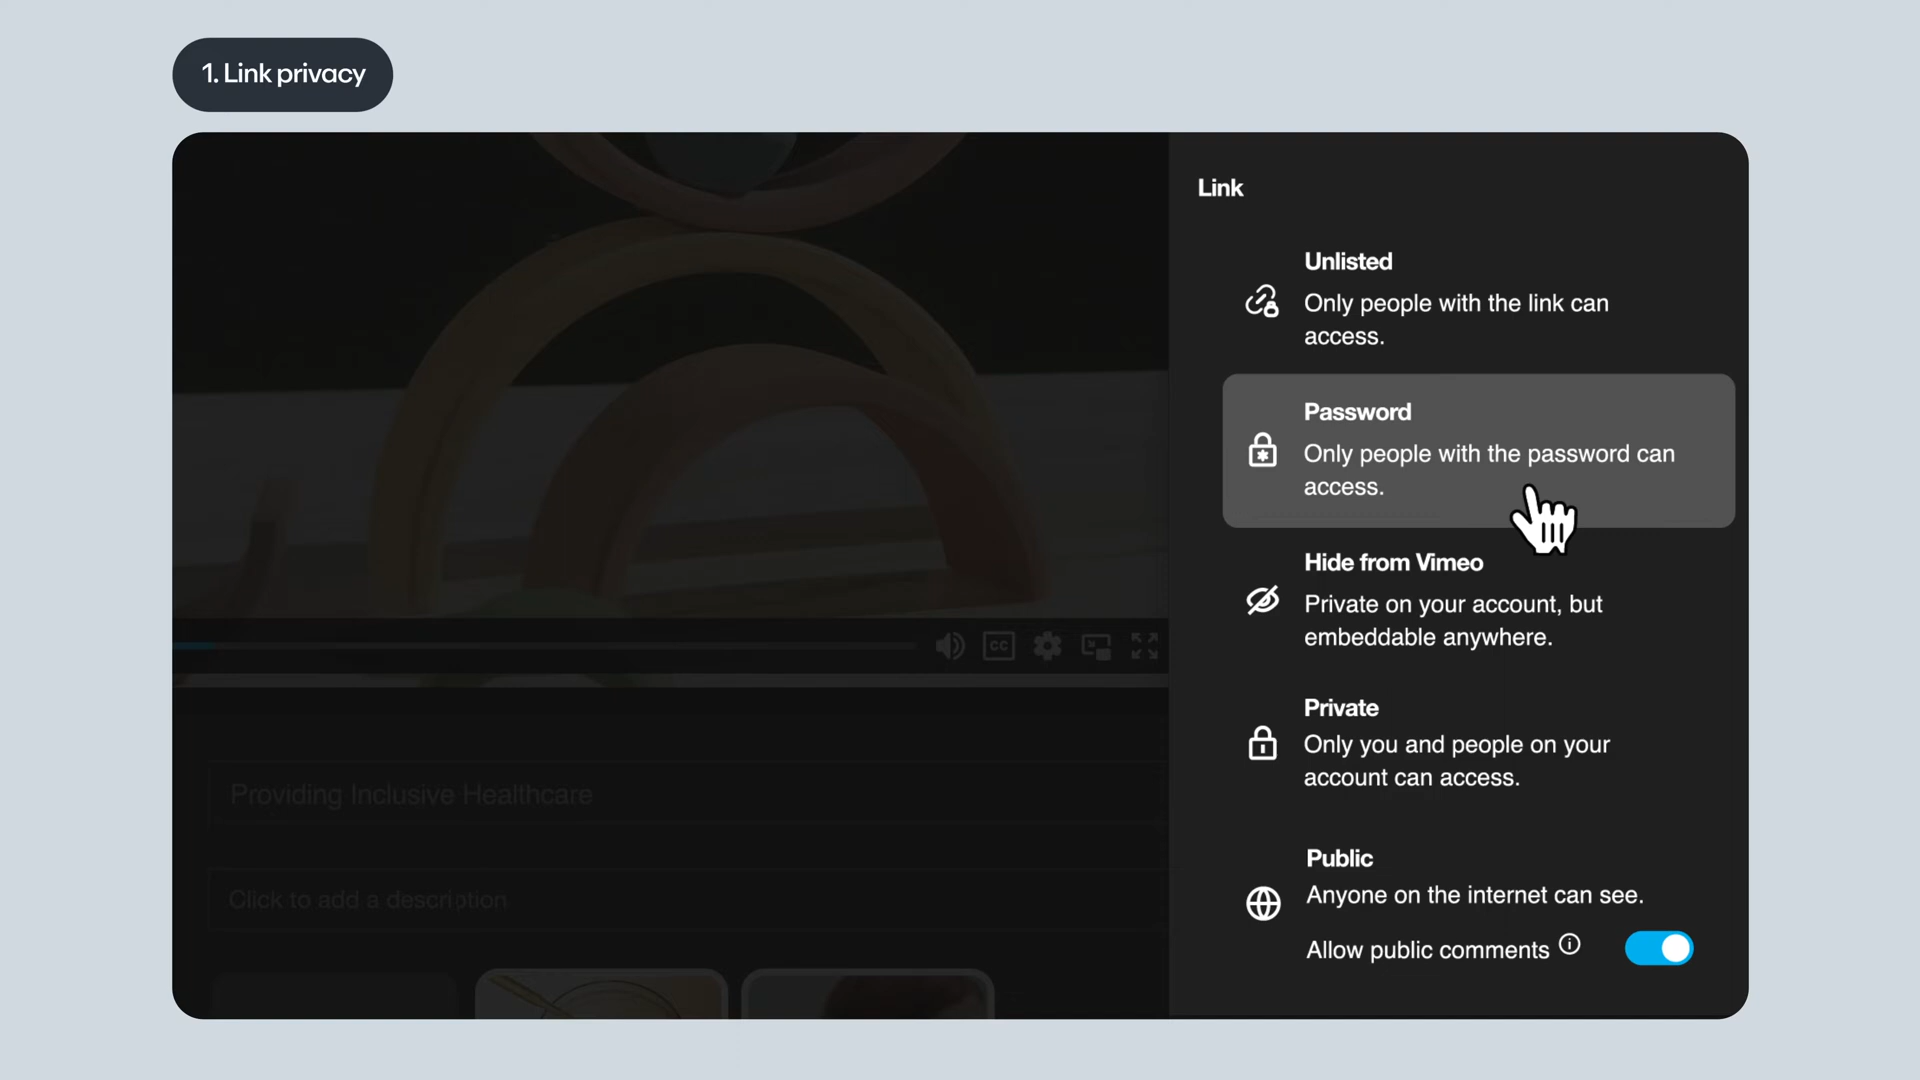 1. Link privacy
Link
Unlisted
Only people with the link can
access.
Password
Only people with the password can
access.
Hide from Vimeo
Private on your account, but
embeddable anywhere.
Private
Only you and people on your
account can access.
Public
Anyone on the internet can see.
Allow public comments
CC
Providing Inclusive Healthcare
Click to add a description